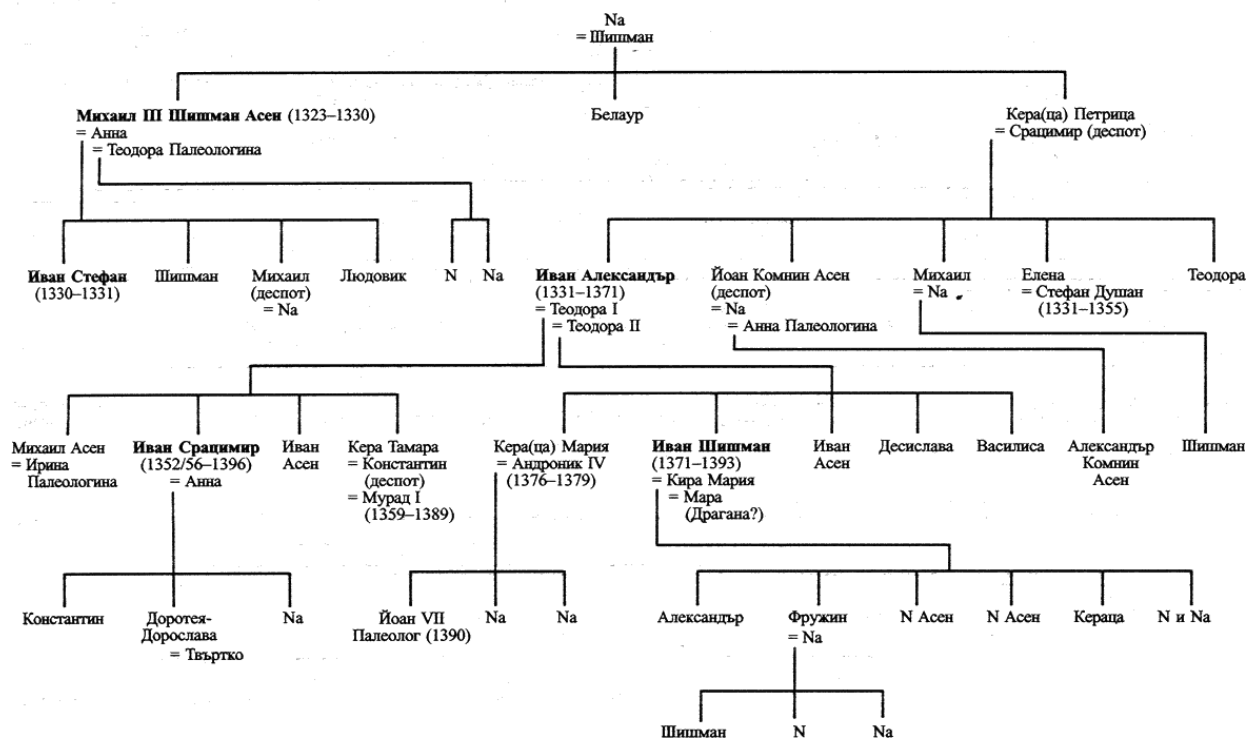 Na
= Шишман
Михаил III Шишман Асен (1323–1330)
= Анна
= Теодора Палеологина
Белаур
Кера(ца) Петрица
= Срацимир (деспот)
Иван Стефан
(1330–1331)
Шишман
Михаил
(деспот)
= Na
Людовик
N
Na
Иван Александър
(1331–1371)
= Теодора I
= Теодора II
Йоан Комнин Асен
(деспот)
= Na
= Анна Палеологина
Михаил
= Na
Елена
= Стефан Душан
(1331–1355)
Теодора
Михаил Асен
= Ирина
Палеологина
Иван Срацимир
(1352/56–1396)
= Анна
Иван
Асен
Кера Тамара
= Константин
(деспот)
= Мурад I
(1359–1389)
Кера(ца) Мария
= Андроник IV
(1376–1379)
Иван Шишман
(1371–1393)
= Кира Мария
= Мара
(Драгана?)
Иван
Асен
Десислава
Василиса
Александър
Комнин
Асен
Шишман
Константин
Доротея-
Дорослава
= Твъртко
Na
Йоан VII
Палеолог (1390)
Na
Na
Александър
Фружин
= Na
N Асен
N Асен
Кераца
N и Na
Шишман
N
Na